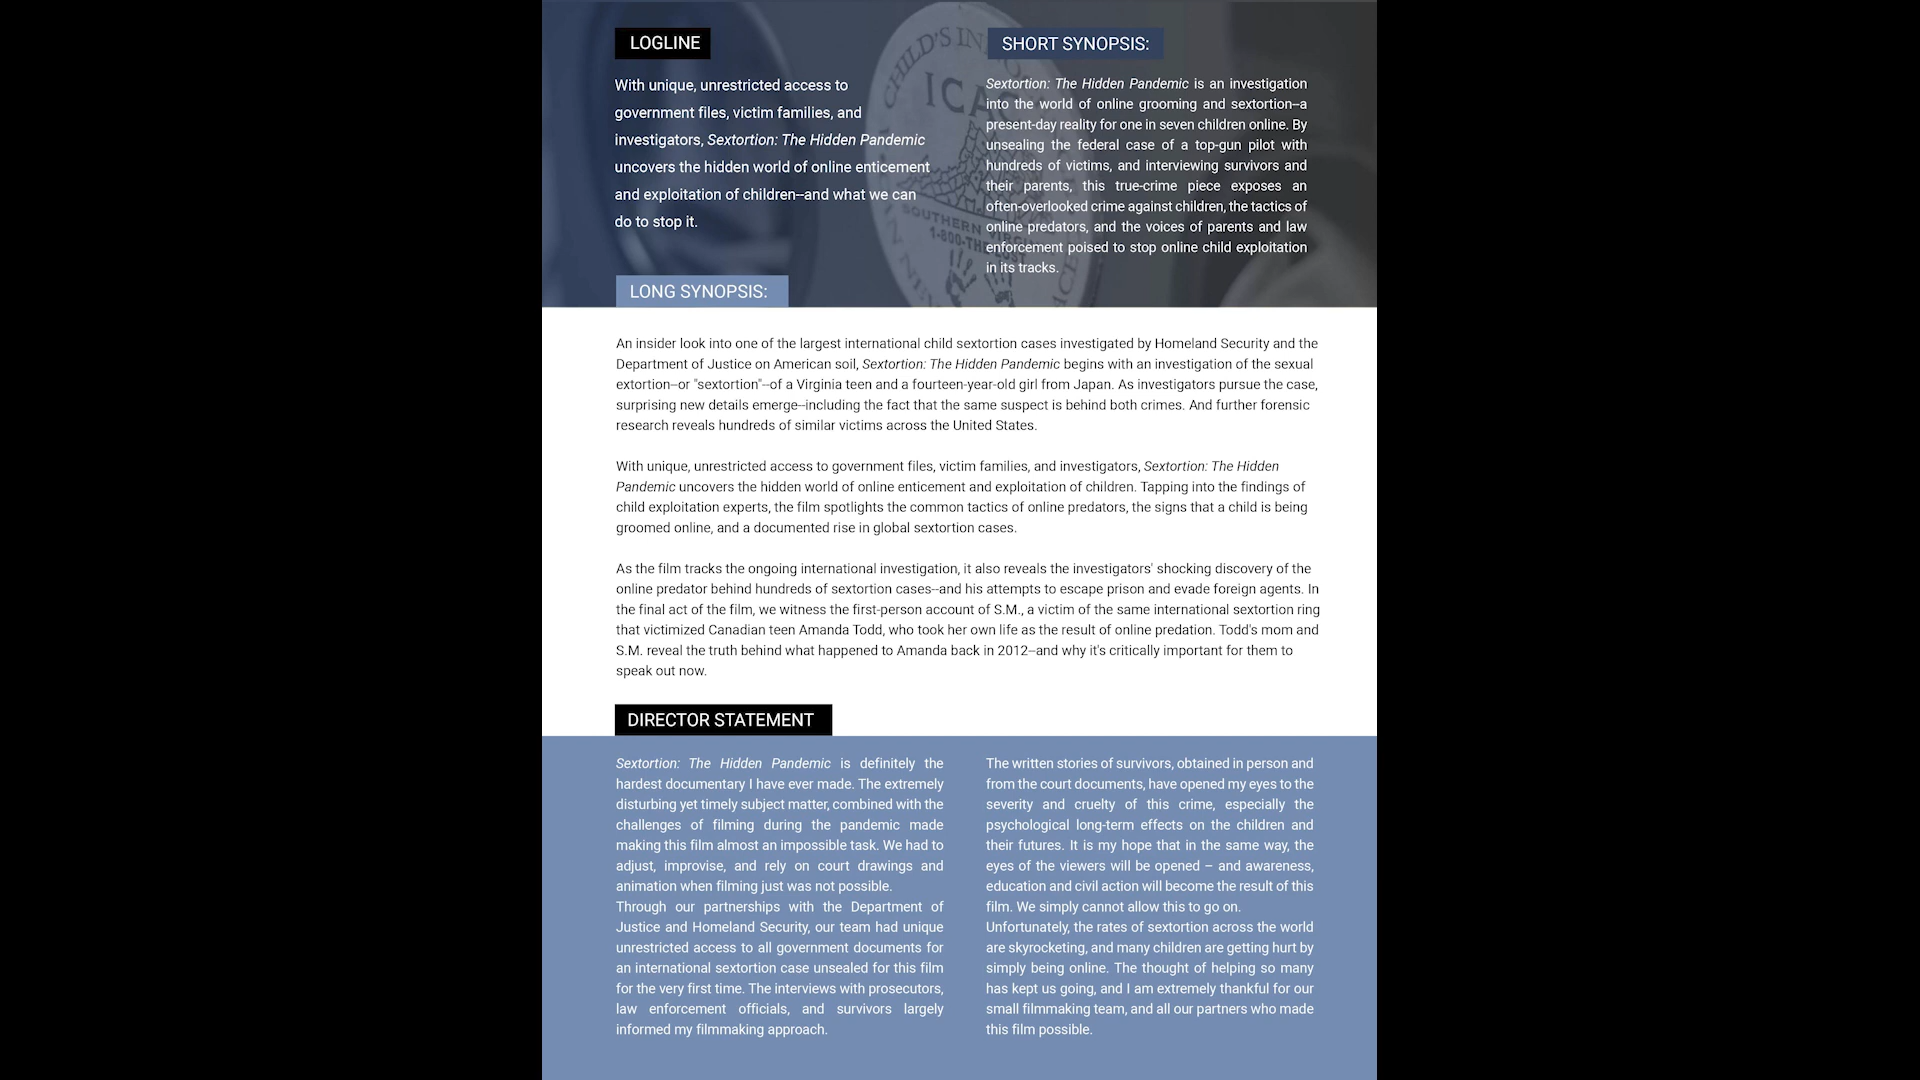 LOGLINE
With unique, unrestricted access to
government files, victim families, and
investigators, Sextortion: The Hidden Pandemic
uncovers the hidden world of online enticement
and exploitation of children--and what we can
do to stop it.
SHORT SYNOPSIS:
Sextortion: The Hidden Pandemic is an investigation
into the world of online grooming and sextortion--a
present-day reality for one in seven children online. By
unsealing the federal case of a top-gun pilot with
hundreds of victims, and interviewing survivors and
their parents, this true-crime piece exposes an
often-overlooked crime against children, the tactics of
online predators, and the voices of parents and law
enforcement poised to stop online child exploitation
in its tracks.
CHILD'S IN
ICAC
SOUTHERN VIRG
1-800-TH
LONG SYNOPSIS:
An insider look into one of the largest international child sextortion cases investigated by Homeland Security and the
Department of Justice on American soil, Sextortion: The Hidden Pandemic begins with an investigation of the sexual
extortion--or "sextortion"--of a Virginia teen and a fourteen-year-old girl from Japan. As investigators pursue the case,
surprising new details emerge--including the fact that the same suspect is behind both crimes. And further forensic
research reveals hundreds of similar victims across the United States.
With unique, unrestricted access to government files, victim families, and investigators, Sextortion: The Hidden
Pandemic uncovers the hidden world of online enticement and exploitation of children. Tapping into the findings of
child exploitation experts, the film spotlights the common tactics of online predators, the signs that a child is being
groomed online, and a documented rise in global sextortion cases.
As the film tracks the ongoing international investigation, it also reveals the investigators' shocking discovery of the
online predator behind hundreds of sextortion cases--and his attempts to escape prison and evade foreign agents. In
the final act of the film, we witness the first-person account of S.M., a victim of the same international sextortion ring
that victimized Canadian teen Amanda Todd, who took her own life as the result of online predation. Todd's mom and
S.M. reveal the truth behind what happened to Amanda back in 2012--and why it's critically important for them to
speak out now.
DIRECTOR STATEMENT
Sextortion: The Hidden Pandemic is definitely the
hardest documentary I have ever made. The extremely
disturbing yet timely subject matter, combined with the
challenges of filming during the pandemic made
making this film almost an impossible task. We had to
adjust, improvise, and rely on court drawings and
animation when filming just was not possible.
Through our partnerships with the Department of
Justice and Homeland Security, our team had unique
unrestricted access to all government documents for
an international sextortion case unsealed for this film
for the very first time. The interviews with prosecutors,
law enforcement officials, and survivors largely
informed my filmmaking approach.
The written stories of survivors, obtained in person and
from the court documents, have opened my eyes to the
severity and cruelty of this crime, especially the
psychological long-term effects on the children and
their futures. It is my hope that in the same way, the
eyes of the viewers will be opened – and awareness,
education and civil action will become the result of this
film. We simply cannot allow this to go on.
Unfortunately, the rates of sextortion across the world
are skyrocketing, and many children are getting hurt by
simply being online. The thought of helping so many
has kept us going, and I am extremely thankful for our
small filmmaking team, and all our partners who made
this film possible.